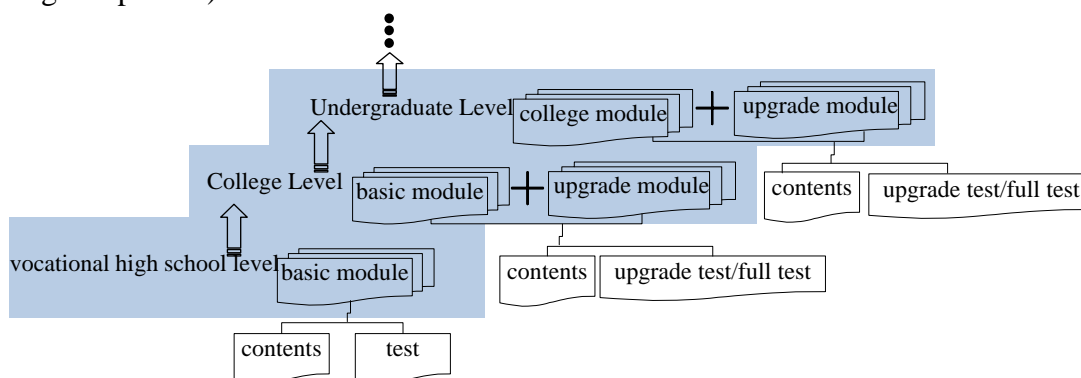 Undergraduate Level
college module
upgrade module
College Level
basic module
upgrade module
contents
upgrade test/full test
vocational high school level
basic module
contents
upgrade test/full test
contents
test